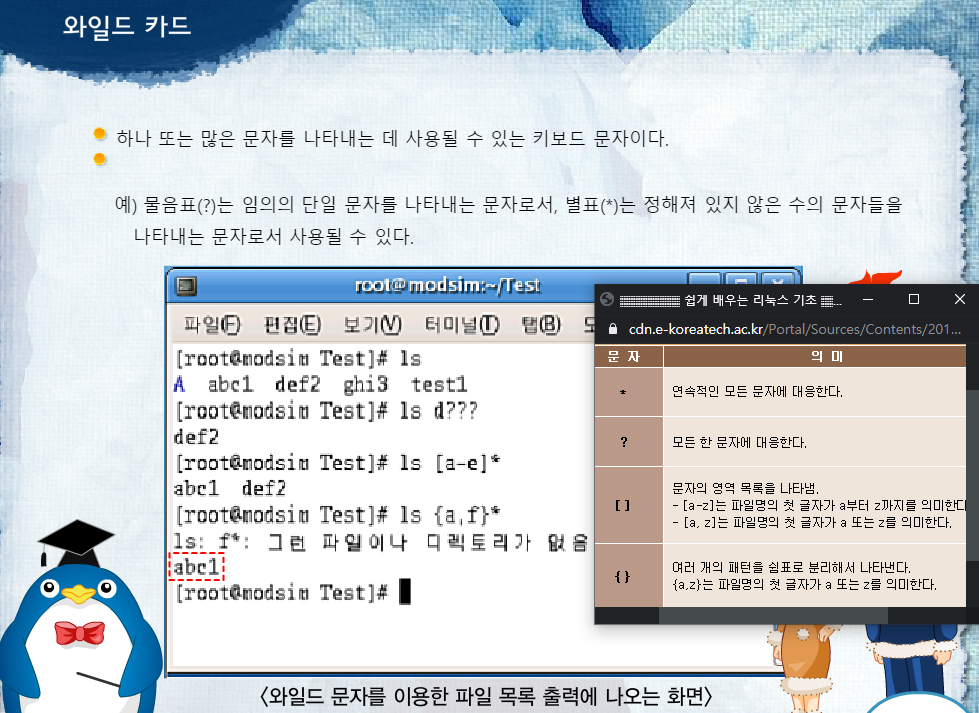 와일드 카드
하나 또는 많은 문자를 나타내는 데 사용될 수 있는 키보드 문자이다.
예) 물음표(?)는 임의의 단일 문자를 나타내는 문자로서, 별표(*)는 정해져 있지 않은 수의 문자들을
나타내는 문자로서 사용될 수 있다.
root@modsim:~/Test
파일(F) 편집(E) 보기(V) 터미널(T) 탭(B) 도
[root@modsim Test]# ls
A abc1 def2 ghi3 test1
[root@modsim Test]# ls d???
def2
[root@modsim Test]# ls [a-e]*
abc1 def2
[root@modsim Test]# ls {a,f}*
ls: f*: 그런 파일이나 디렉토리가 없음
abc1
[root@modsim Test]#
쉽게 배우는 리눅스 기초 ...
cdn.e-koreatech.ac.kr/Portal/Sources/Contents/201...
문 자 의 미
* 연속적인 모든 문자에 대응한다.
? 모든 한 문자에 대응한다.
[ ] 문자의 영역 목록을 나타냄.
- [a-z]는 파일명의 첫 글자가 a부터 z까지를 의미한다
- [a, z]는 파일명의 첫 글자가 a 또는 z를 의미한다.
{ } 여러 개의 패턴을 쉼표로 분리해서 나타낸다.
{a,z}는 파일명의 첫 글자가 a 또는 z를 의미한다.
<와일드 문자를 이용한 파일 목록 출력에 나오는 화면>